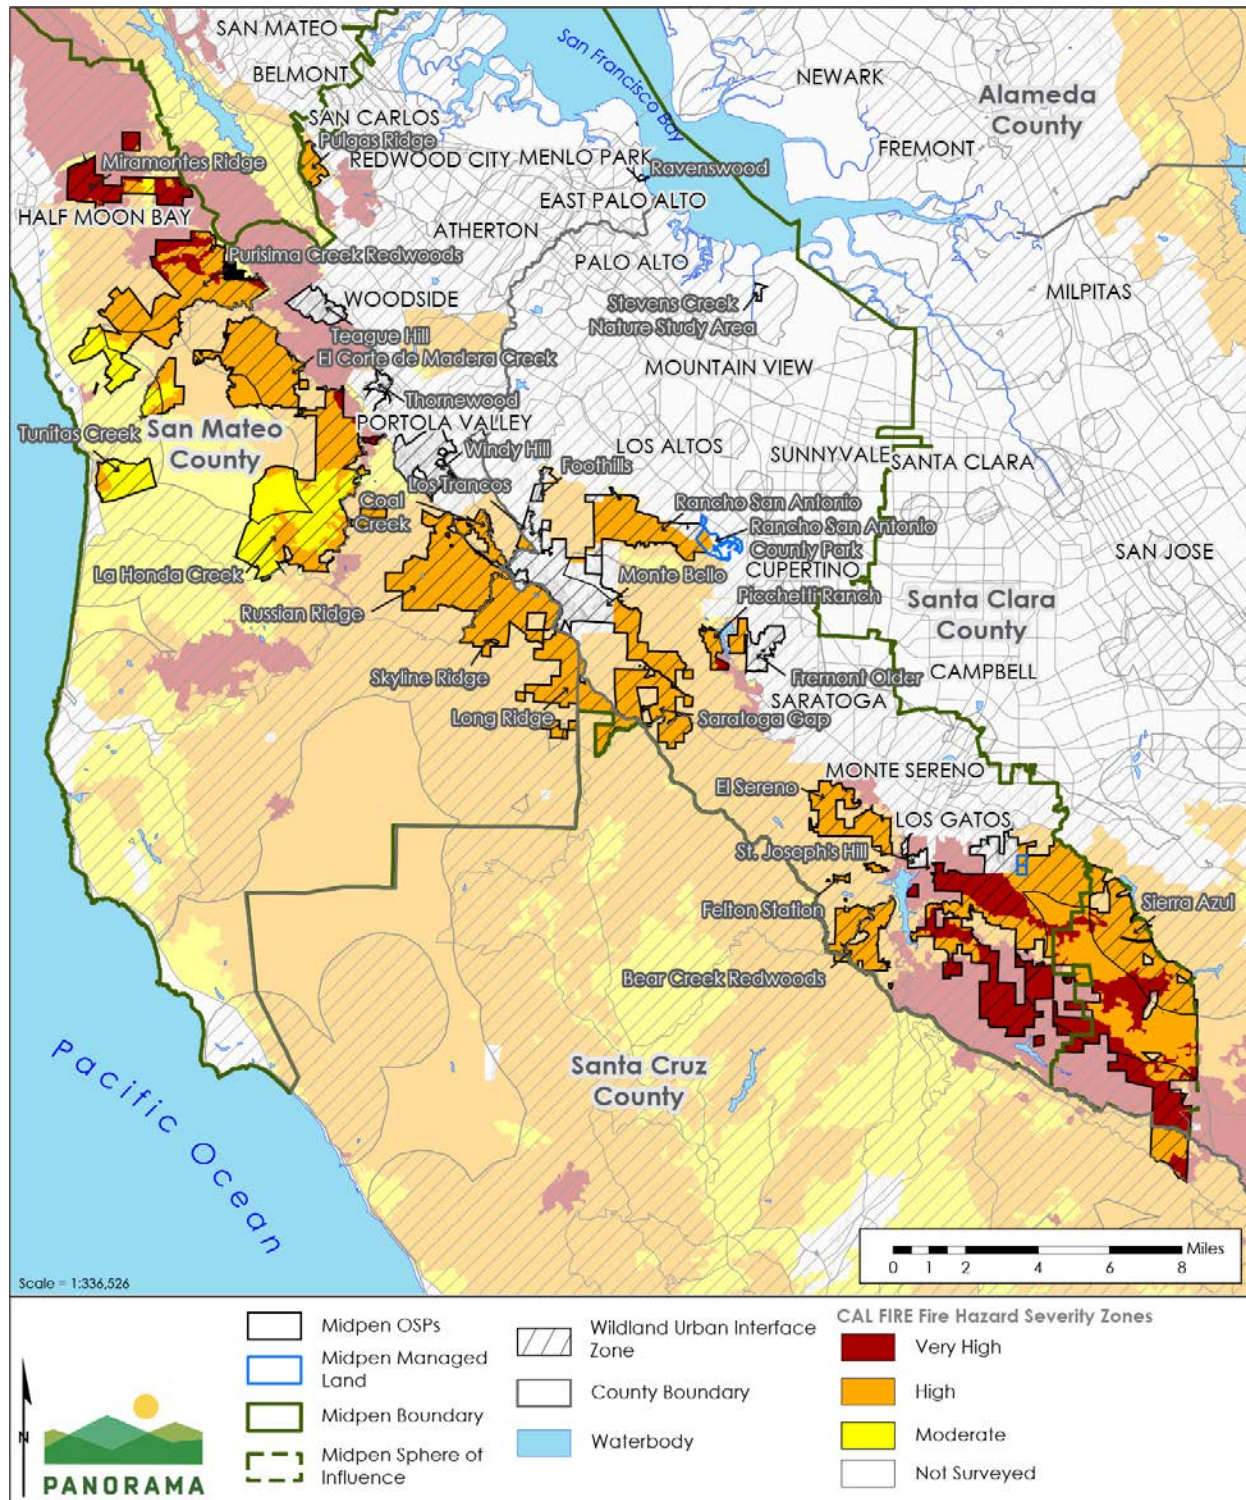 SAN MATEO
BELMONT
SAN CARLOS
Pulgas Ridge
REDWOOD CITY
MENLO PARK
Ravenswood
EAST PALO ALTO
San Francisco Bay
NEWARK
Alameda
County
FREMONT
Miramontes Ridge
HALF MOON BAY
ATHERTON
Purisima Creek Redwoods
PALO ALTO
WOODSIDE
Stevens Creek
Nature Study Area
MILPITAS
Teague Hill
El Corte de Madera Creek
MOUNTAIN VIEW
Thornewood
PORTOLA VALLEY
Tunitas Creek
San Mateo
County
Windy Hill
LOS ALTOS
SUNNYVALE
SANTA CLARA
Los Trancos
Foothills
Coal
Creek
Rancho San Antonio
Rancho San Antonio
County Park
CUPERTINO
SAN JOSE
La Honda Creek
Monte Bello
Picchetti Ranch
Santa Clara
County
Russian Ridge
Skyline Ridge
Fremont Older
CAMPBELL
SARATOGA
Long Ridge
Saratoga Gap
MONTE SERENO
El Sereno
LOS GATOS
St. Joseph's Hill
Felton Station
Sierra Azul
Bear Creek Redwoods
Santa Cruz
County
Pacific Ocean
Scale = 1:336,526
Miles
0 1 2 4 6 8
N
PANORAMA
Midpen OSPs
Midpen Managed
Land
Midpen Boundary
Midpen Sphere of
Influence
Wildland Urban Interface
Zone
County Boundary
Waterbody
CAL FIRE Fire Hazard Severity Zones
Very High
High
Moderate
Not Surveyed